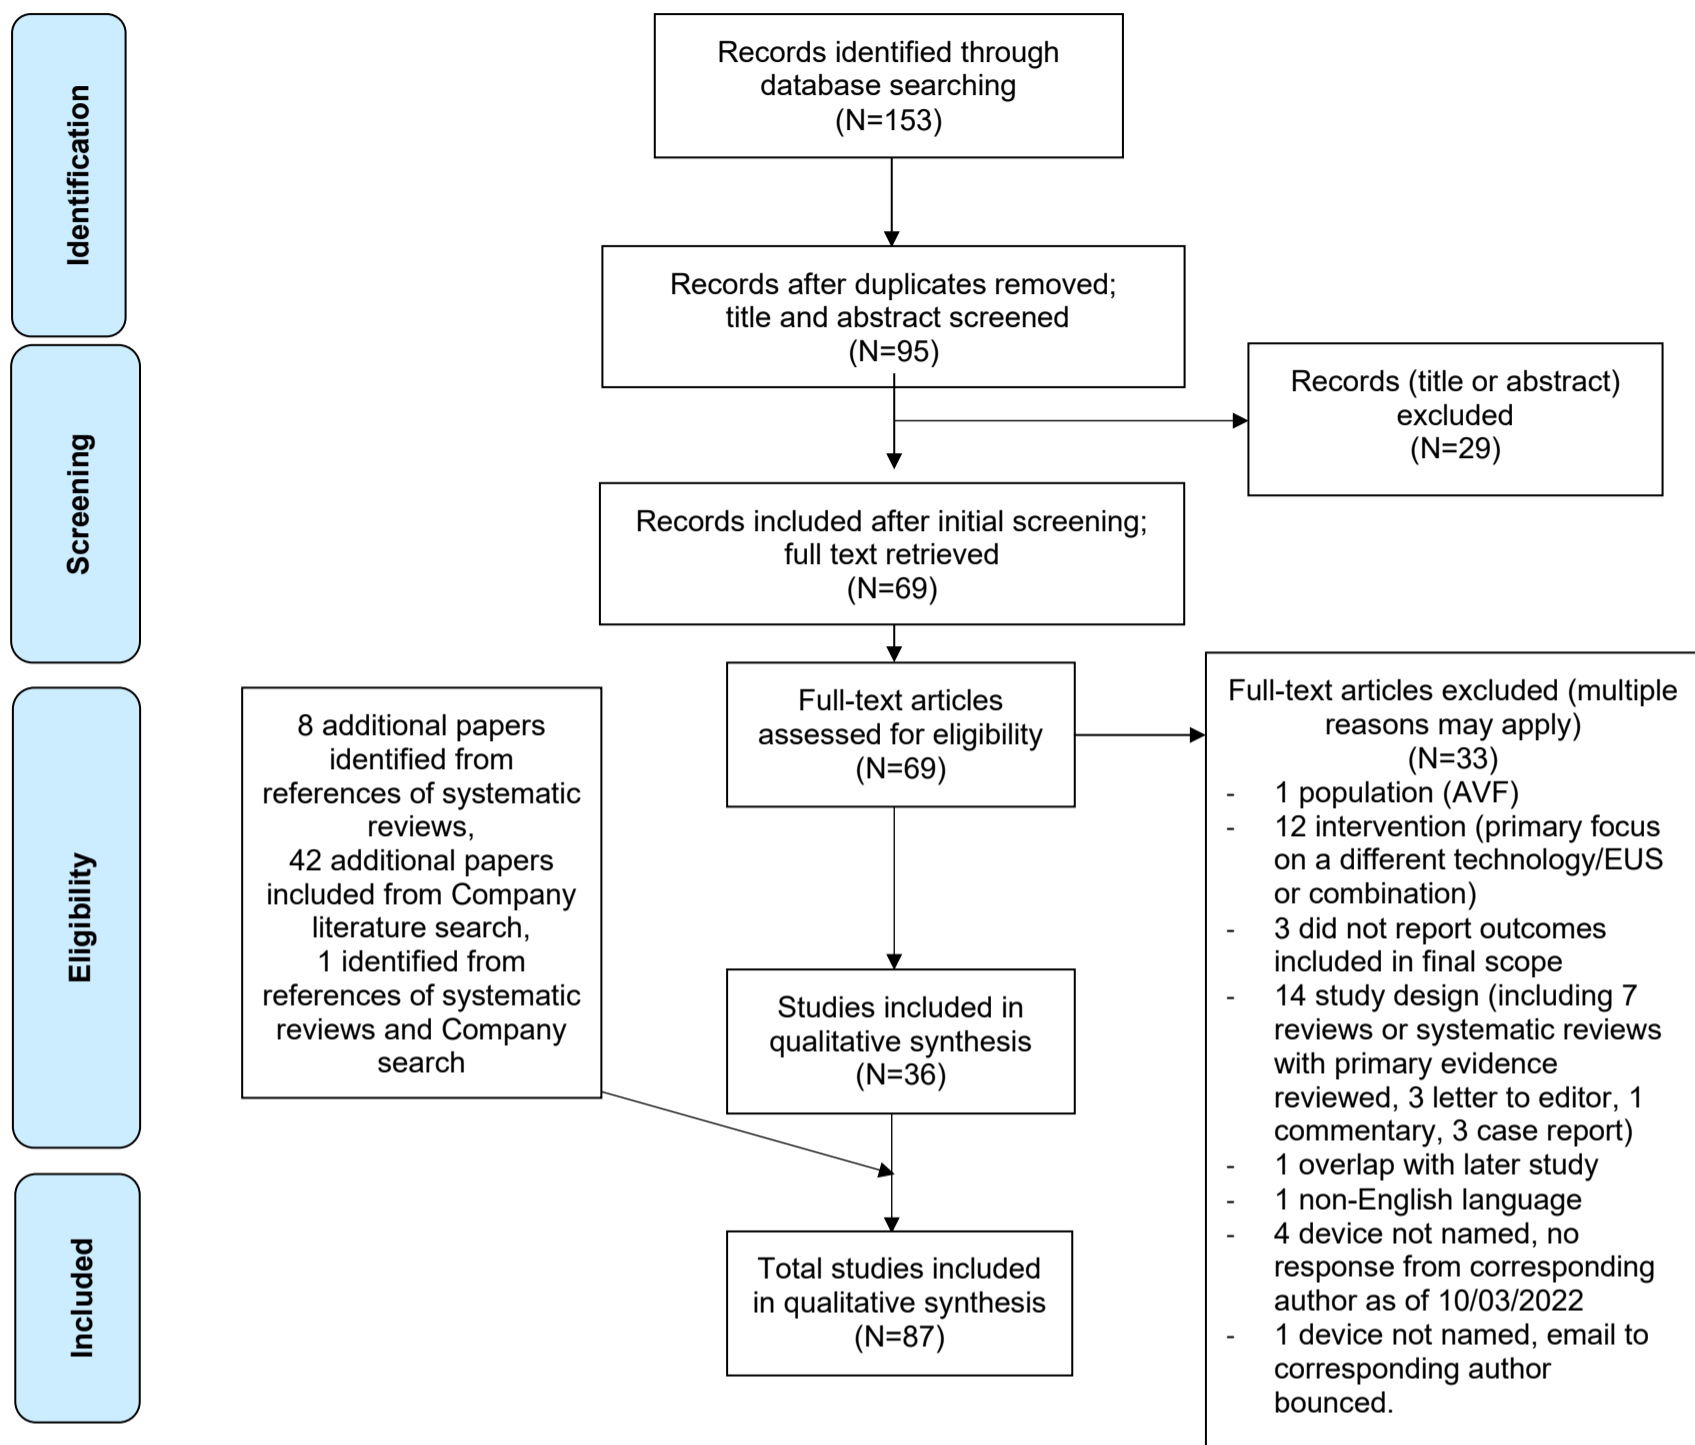 Identification
Records identified through
database searching
(N=153)
Records after duplicates removed;
title and abstract screened
(N=95)
Screening
Records (title or abstract)
excluded
(N=29)
Records included after initial screening;
full text retrieved
(N=69)
Eligibility
8 additional papers
identified from
references of systematic
reviews,
42 additional papers
included from Company
literature search,
1 identified from
references of systematic
reviews and Company
search
Full-text articles
assessed for eligibility
(N=69)
Full-text articles excluded (multiple
reasons may apply)
(N=33)
- 1 population (AVF)
- 12 intervention (primary focus
on a different technology/EUS
or combination)
- 3 did not report outcomes
included in final scope
- 14 study design (including 7
reviews or systematic reviews
with primary evidence
reviewed, 3 letter to editor, 1
commentary, 3 case report)
- 1 overlap with later study
- 1 non-English language
- 4 device not named, no
response from corresponding
author as of 10/03/2022
- 1 device not named, email to
corresponding author
bounced.
Studies included in
qualitative synthesis
(N=36)
Included
Total studies included
in qualitative synthesis
(N=87)